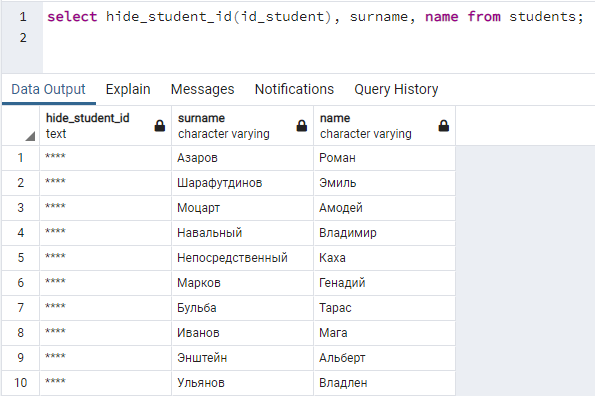 1 select hide_student_id(id_student), surname, name from students;
2
Data Output Explain Messages Notifications Query History
hide_student_id surname name
text character varying character varying
1 **** Азаров Роман
2 **** Шарафутдинов Эмиль
3 **** Моцарт Амодей
4 **** Навальный Владимир
5 **** Непосредственный Каха
6 **** Марков Генадий
7 **** Бульба Тарас
8 **** Иванов Мага
9 **** Энштейн Альберт
10 **** Ульянов Владлен